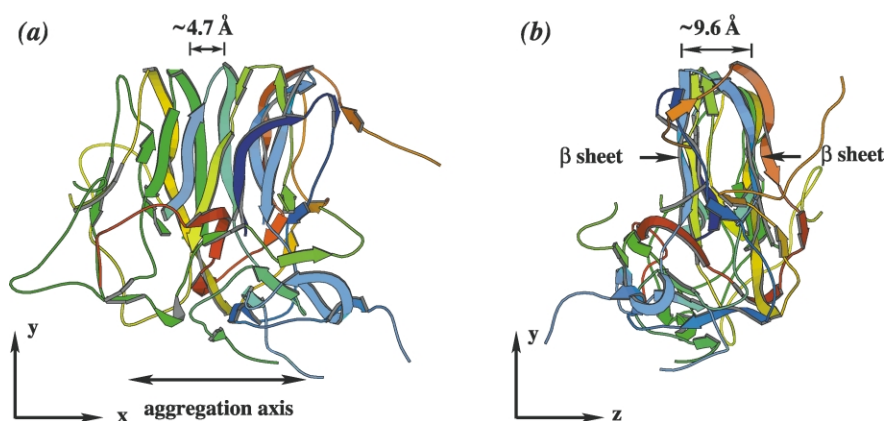 (a)
~4.7 Å
y
x
aggregation axis
(b)
~9.6 Å
β sheet
β sheet
y
z